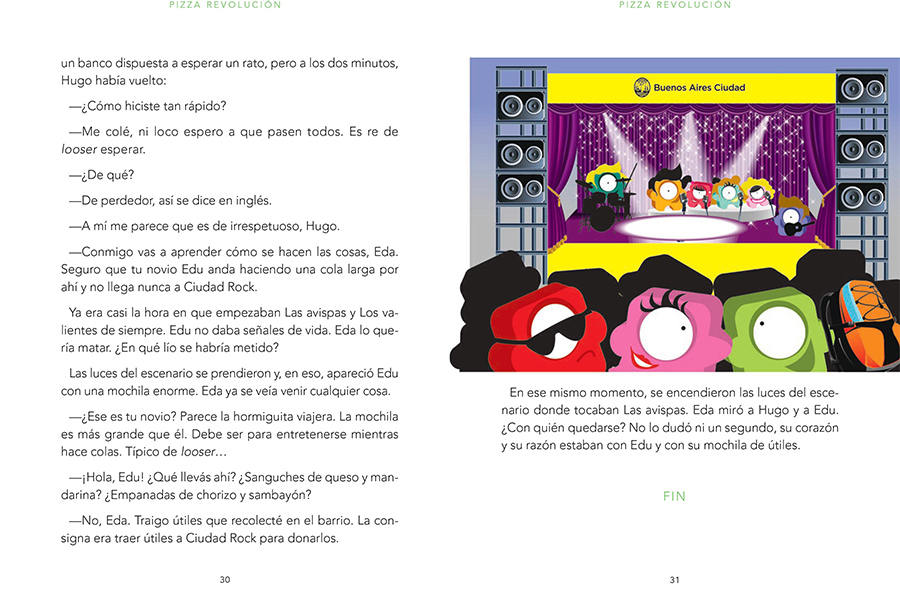 PIZZA REVOLUCIÓN
un banco dispuesta a esperar un rato, pero a los dos minutos,
Hugo había vuelto:
—¿Cómo hiciste tan rápido?
—Me colé, ni loco espero a que pasen todos. Es re de
looser esperar.
—¿De qué?
—De perdedor, así se dice en inglés.
—A mí me parece que es de irrespetuoso, Hugo.
—Conmigo vas a aprender cómo se hacen las cosas, Eda.
Seguro que tu novio Edu anda haciendo una cola larga por
ahí y no llega nunca a Ciudad Rock.
Ya era casi la hora en que empezaban Las avispas y Los va-
lientes de siempre. Edu no daba señales de vida. Eda lo que-
ría matar. ¿En qué lío se habría metido?
Las luces del escenario se prendieron y, en eso, apareció Edu
con una mochila enorme. Eda ya se veía venir cualquier cosa.
—¿Ese es tu novio? Parece la hormiguita viajera. La mochila
es más grande que él. Debe ser para entretenerse mientras
hace colas. Típico de looser…
—¡Hola, Edu! ¿Qué llevás ahí? ¿Sanguches de queso y man-
darina? ¿Empanadas de chorizo y sambayón?
—No, Eda. Traigo útiles que recolecté en el barrio. La con-
signa era traer útiles a Ciudad Rock para donarlos.
30
PIZZA REVOLUCIÓN
Buenos Aires Ciudad
En ese mismo momento, se encendieron las luces del esce-
nario donde tocaban Las avispas. Eda miró a Hugo y a Edu.
¿Con quién quedarse? No lo dudó ni un segundo, su corazón
y su razón estaban con Edu y con su mochila de útiles.
FIN
31